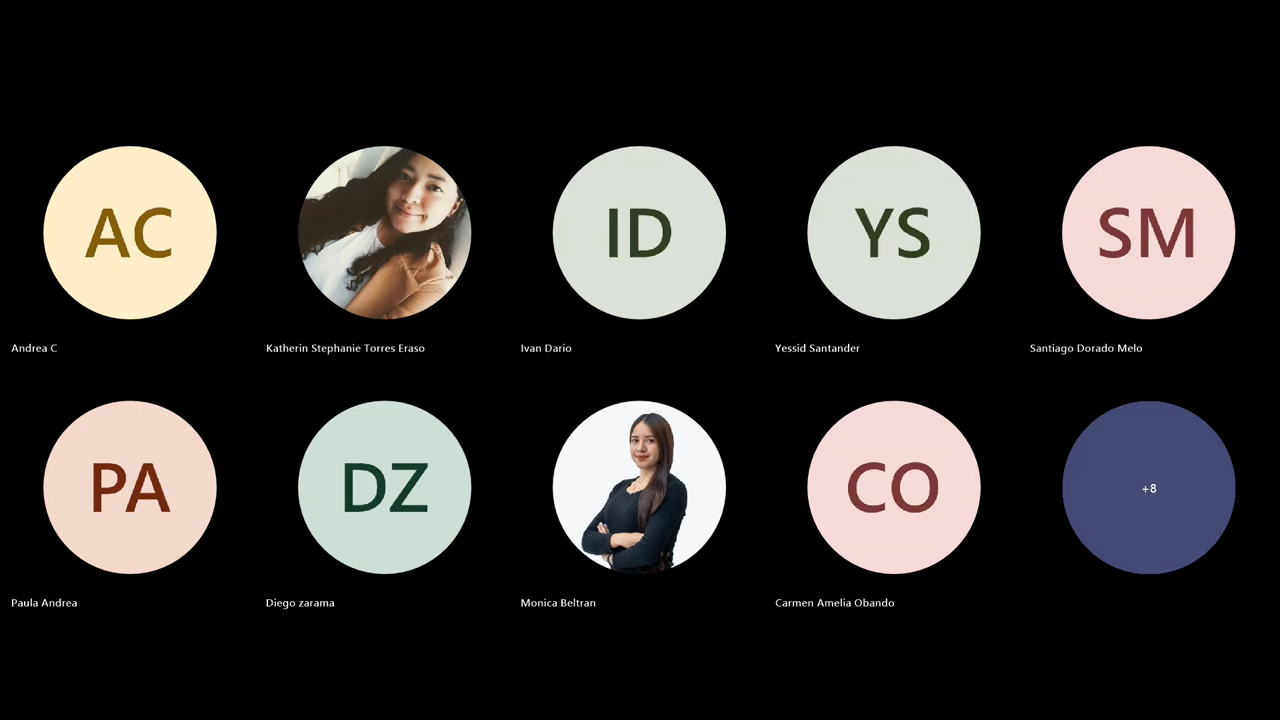 AC
ID
YS
SM
Andrea C
Katherin Stephanie Torres Eraso
Ivan Dario
Yessid Santander
Santiago Dorado Melo
PA
DZ
CO
+8
Paula Andrea
Diego zarama
Monica Beltran
Carmen Amelia Obando